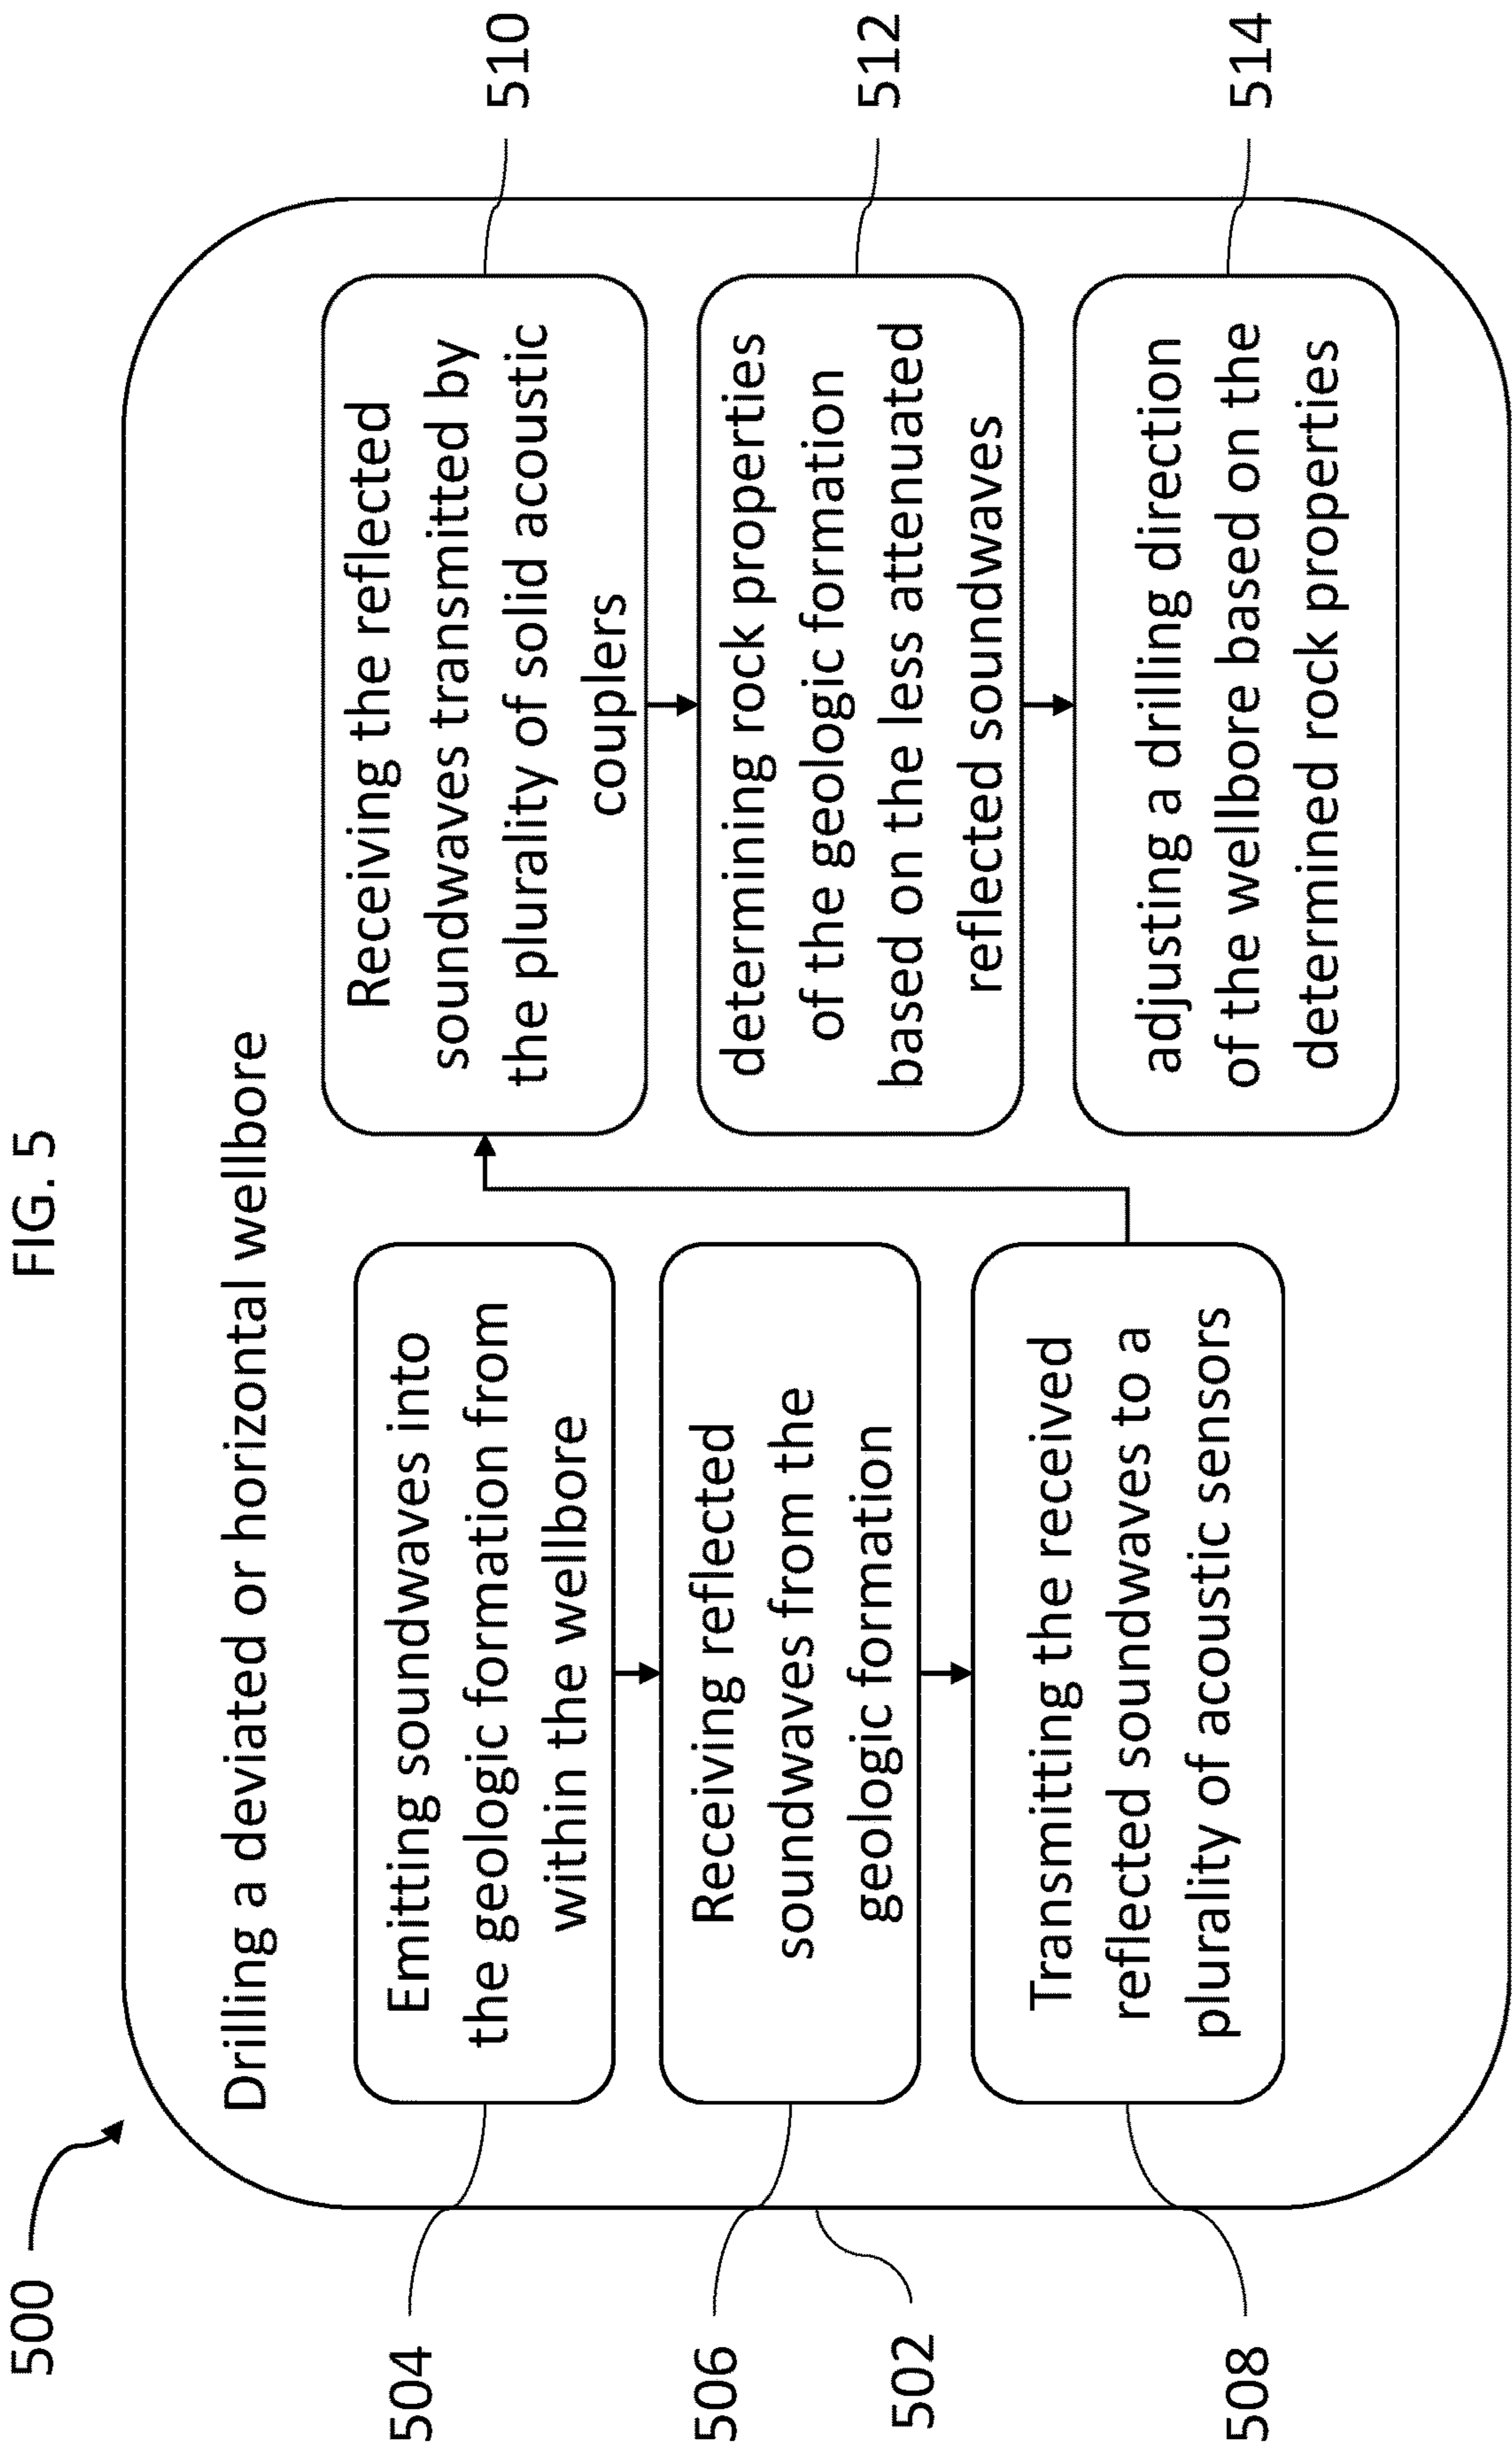 FIG. 5
500
Drilling a deviated or horizontal wellbore
504
Emitting soundwaves into
the geologic formation from
within the wellbore
506
Receiving reflected
soundwaves from the
geologic formation
502
508
Transmitting the received
reflected soundwaves to a
plurality of acoustic sensors
Receiving the reflected
soundwaves transmitted by
the plurality of solid acoustic
couplers
510
determining rock properties
of the geologic formation
based on the less attenuated
reflected soundwaves
512
adjusting a drilling direction
of the wellbore based on the
determined rock properties
514